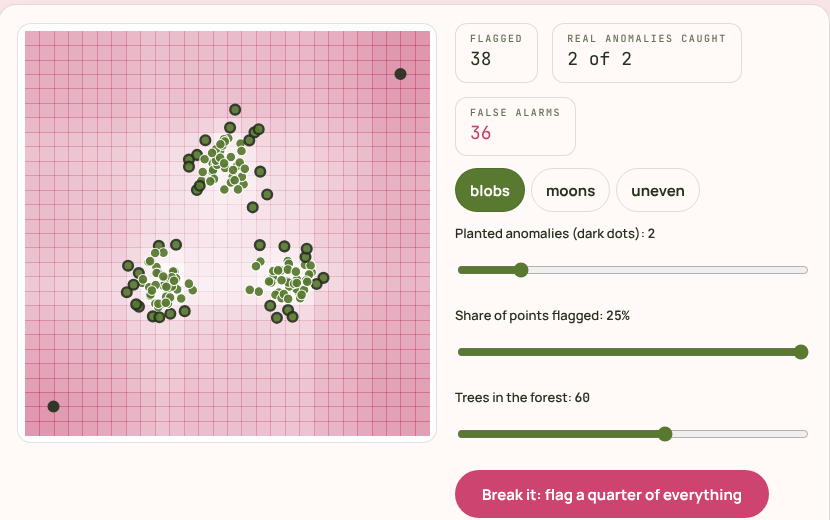 FLAGGED
38
REAL ANOMALIES CAUGHT
2 of 2
FALSE ALARMS
36
blobs
moons
uneven
Planted anomalies (dark dots): 2
Share of points flagged: 25%
Trees in the forest: 60
Break it: flag a quarter of everything